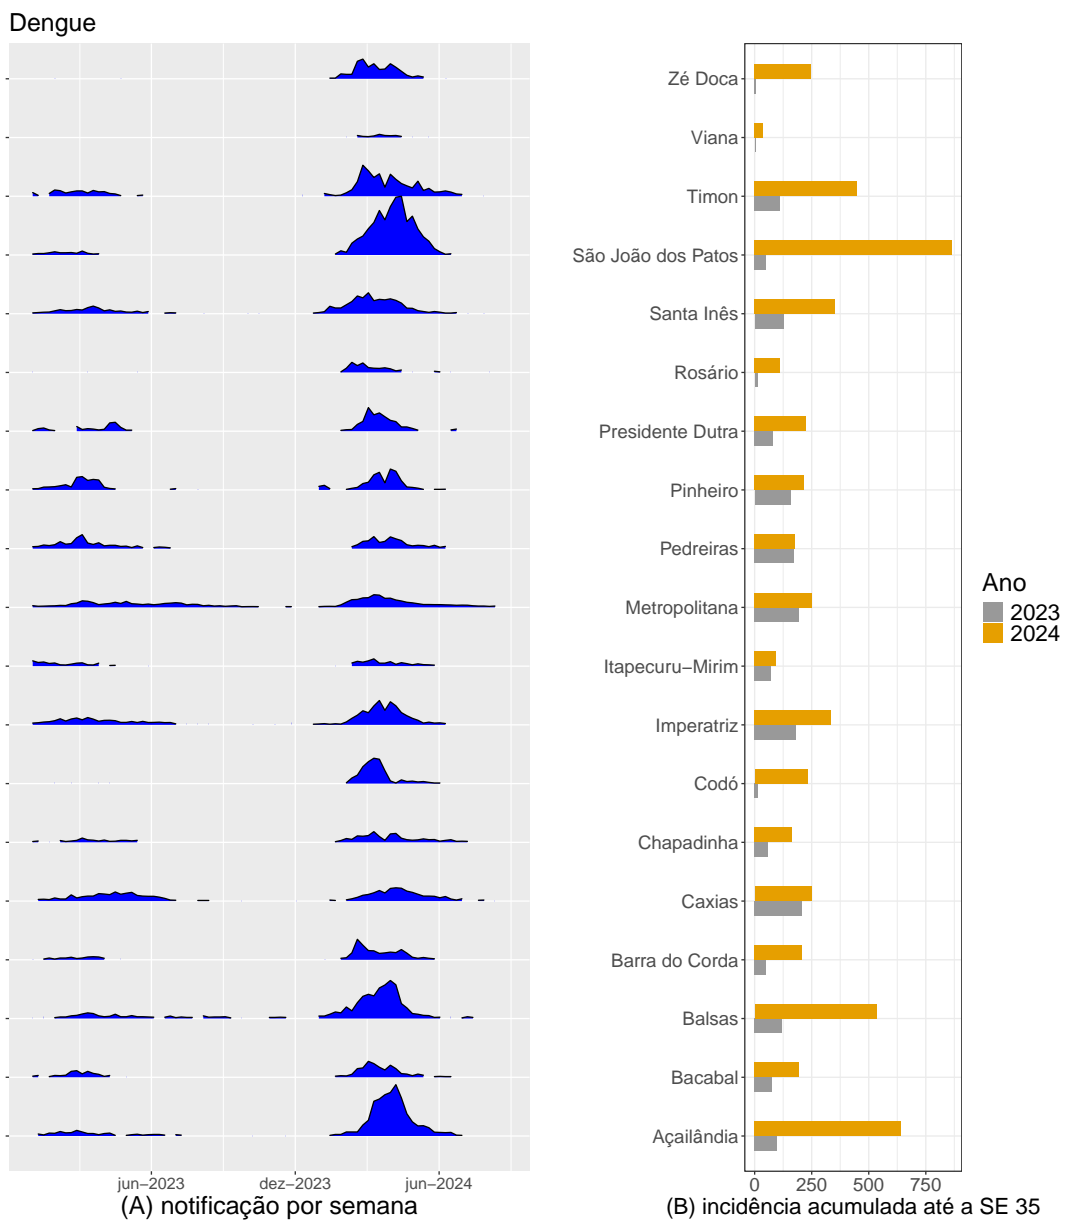 Dengue
Zé Doca
Viana
Timon
São João dos Patos
Santa Inês
Rosário
Presidente Dutra
Pinheiro
Pedreiras
Metropolitana
Itapecuru−Mirim
Imperatriz
Codó
Chapadinha
Caxias
Barra do Corda
Balsas
Bacabal
Açailândia
jun−2023 dez−2023 jun−2024
(A) notificação por semana
0 250 500 750
(B) incidência acumulada até a SE 35
Ano
2023
2024